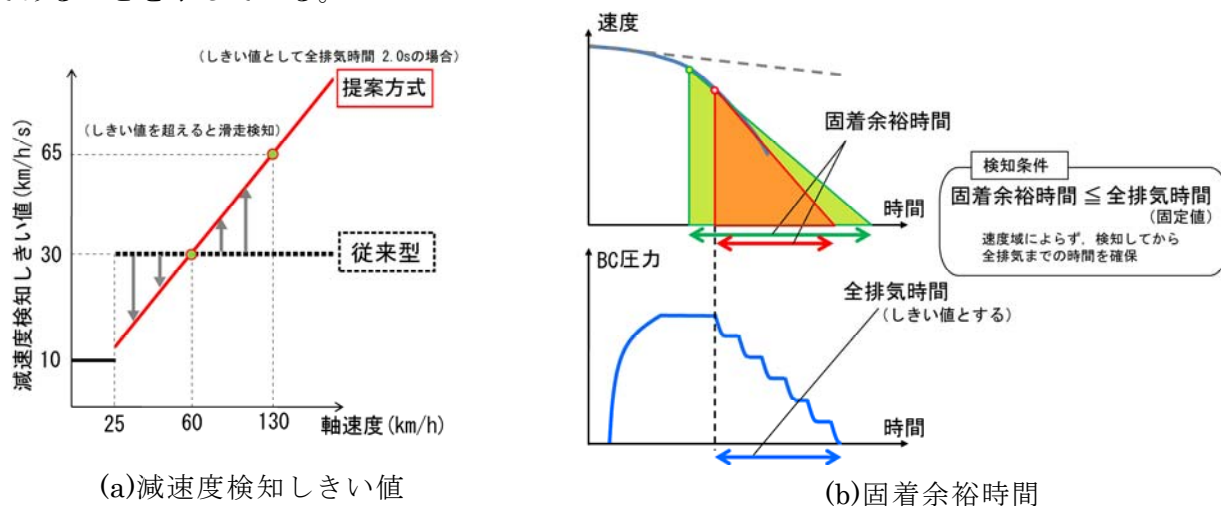 (しきい値として全排気時間 2.0sの場合)
提案方式
(しきい値を超えると滑走検知)
減速度検知しきい値(km/h/s)
65
30
10
従来型
25
60
130
軸速度(km/h)
(a)減速度検知しきい値
速度
固着余裕時間
時間
検知条件
固着余裕時間 ≦ 全排気時間
(固定値)
速度域によらず，検知してから
全排気までの時間を確保
BC圧力
全排気時間
(しきい値とする)
時間
(b)固着余裕時間